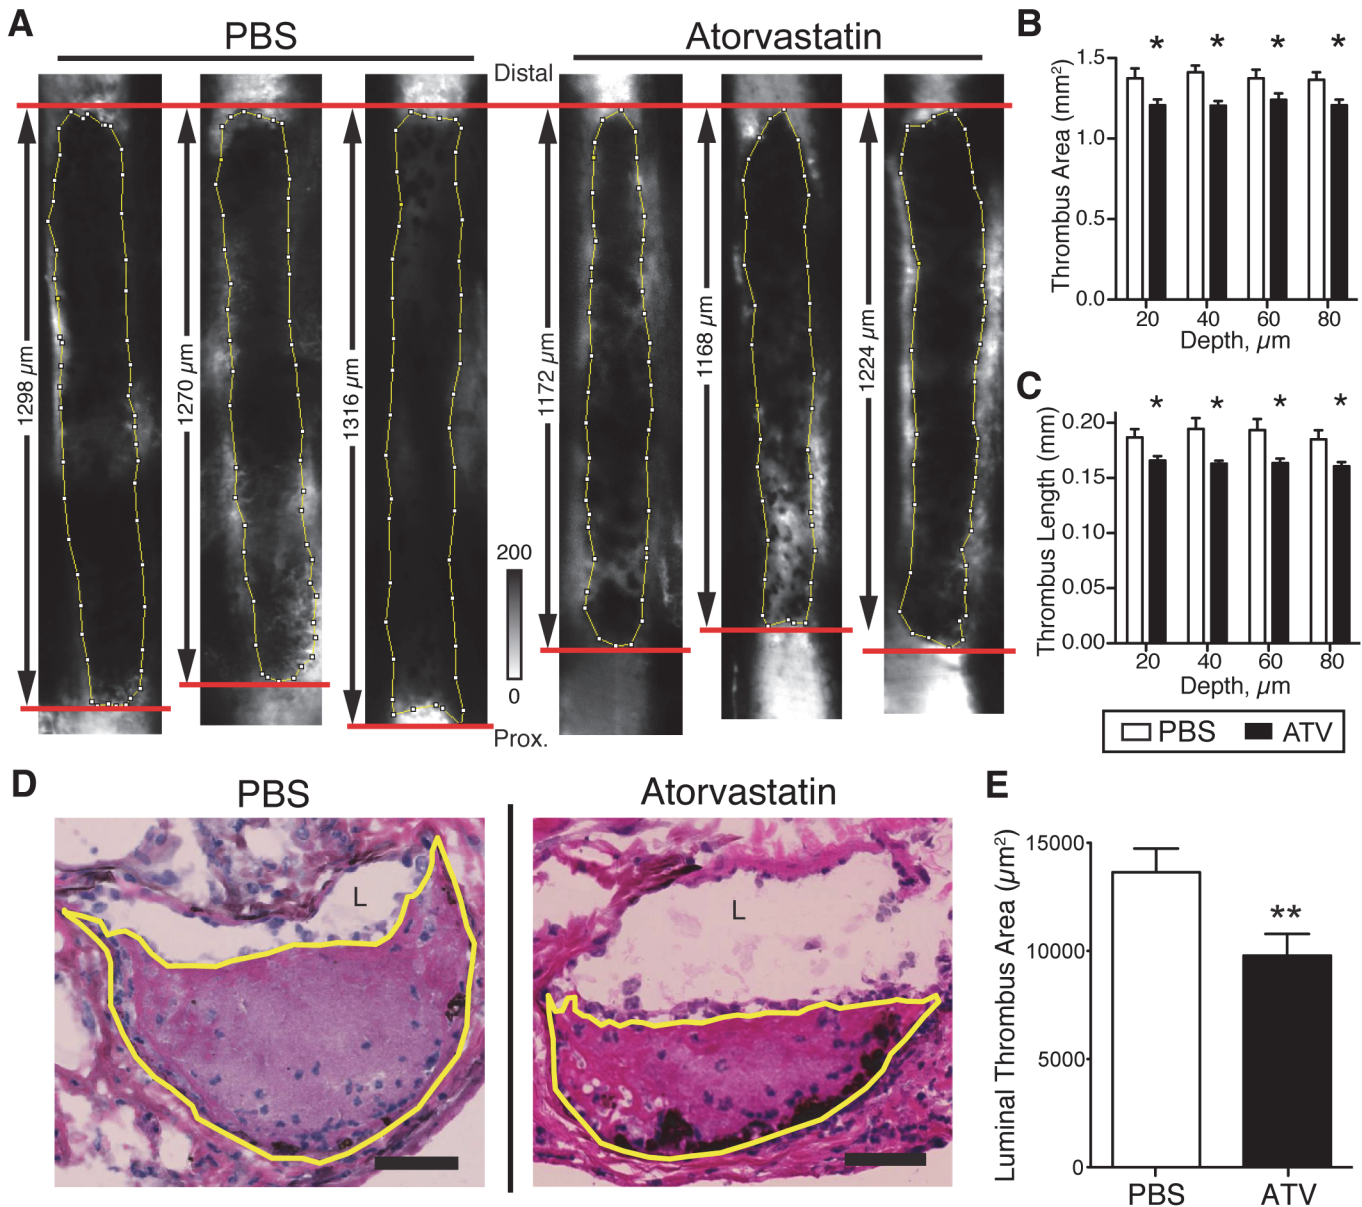 A
PBS
Atorvastatin
Distal
1298 µm
1270 µm
1316 µm
1172 µm
1168 µm
1224 µm
200
0
Prox.
B
* * * *
Thrombus Area (mm²)
1.5
1.0
0.5
0.0
20 40 60 80
Depth, µm
C
* * * *
Thrombus Length (mm)
0.20
0.15
0.10
0.05
0.00
20 40 60 80
Depth, µm
PBS ATV
D
PBS
Atorvastatin
L
L
E
Luminal Thrombus Area (µm²)
15000
10000
5000
0
**
PBS ATV